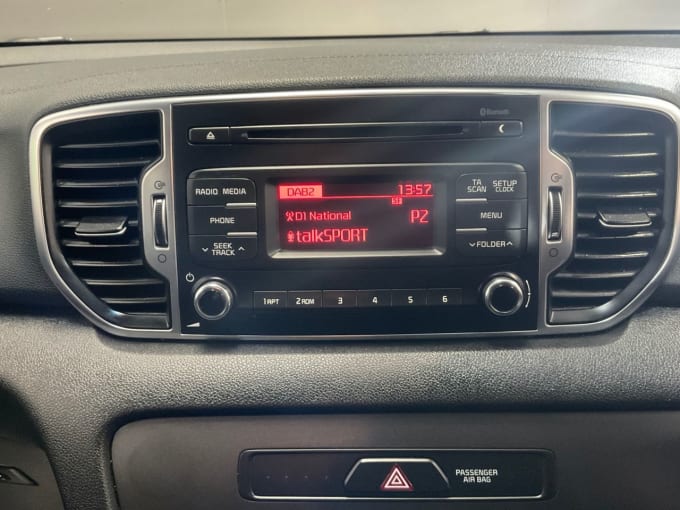 Bluetooth
RADIO MEDIA
PHONE
SEEK
TRACK
DAB2
13:57
D1 National
P2
talkSPORT
TA
SCAN
SETUP
CLOCK
MENU
FOLDER
1 RPT
2 RDM
3
4
5
6
PASSENGER
AIR BAG